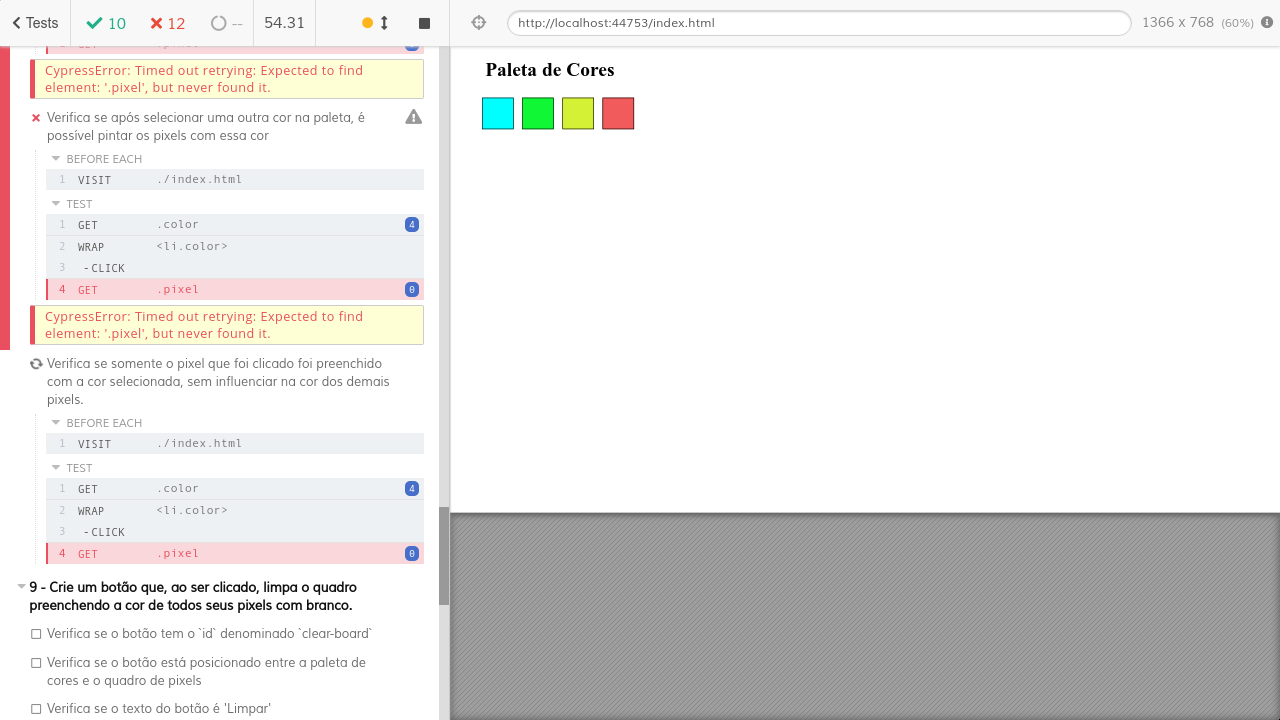 Tests 10 12 -- 54.31 http://localhost:44753/index.html 1366 x 768 (60%)
CypressError: Timed out retrying: Expected to find
element: '.pixel', but never found it.
Verifica se após selecionar uma outra cor na paleta, é
possível pintar os pixels com essa cor
BEFORE EACH
1 VISIT ./index.html
TEST
1 GET .color 4
2 WRAP <li.color>
3 -CLICK
4 GET .pixel 0
CypressError: Timed out retrying: Expected to find
element: '.pixel', but never found it.
Verifica se somente o pixel que foi clicado foi preenchido
com a cor selecionada, sem influenciar na cor dos demais
pixels.
BEFORE EACH
1 VISIT ./index.html
TEST
1 GET .color 4
2 WRAP <li.color>
3 -CLICK
4 GET .pixel 0
9 - Crie um botão que, ao ser clicado, limpa o quadro
preenchendo a cor de todos seus pixels com branco.
Verifica se o botão tem o `id` denominado `clear-board`
Verifica se o botão está posicionado entre a paleta de
cores e o quadro de pixels
Verifica se o texto do botão é 'Limpar'
Paleta de Cores